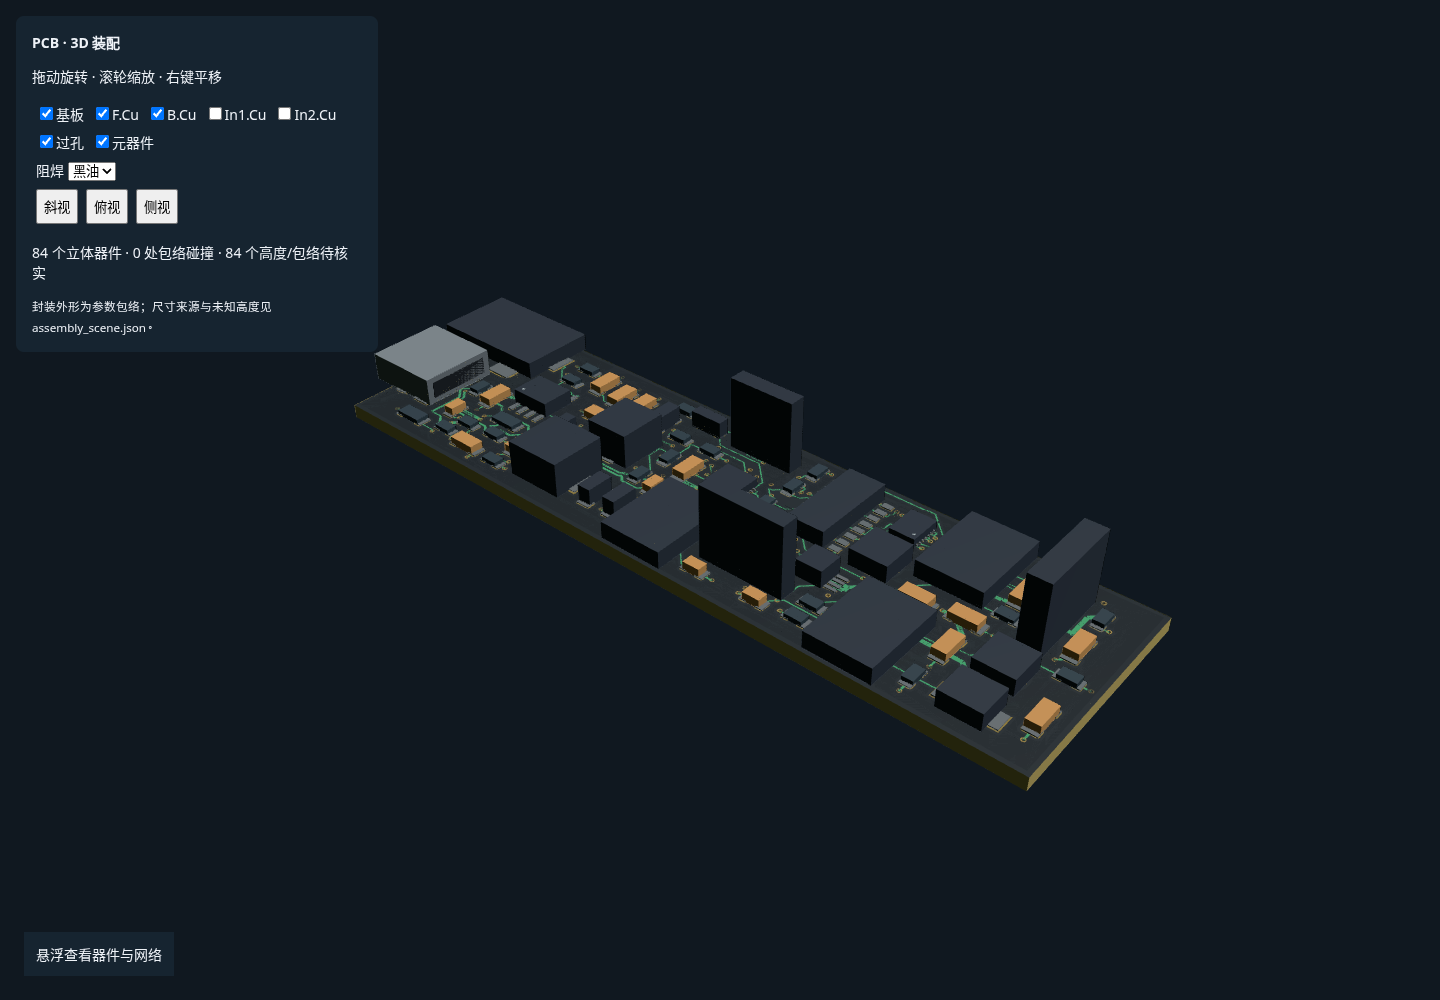 PCB · 3D 装配
拖动旋转 · 滚轮缩放 · 右键平移
基板 F.Cu B.Cu In1.Cu In2.Cu
过孔 元器件
阻焊 黑油
斜视 俯视 侧视
84 个立体器件 · 0 处包络碰撞 · 84 个高度/包络待核
实
封装外形为参数包络；尺寸来源与未知高度见
assembly_scene.json。
悬浮查看器件与网络